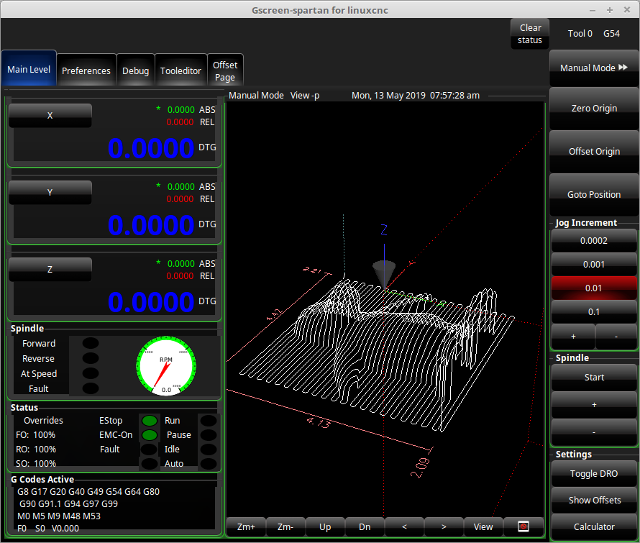 Gscreen-spartan for linuxcnc
Clear status
Tool 0 G54
Main Level Preferences Debug Tooleditor Offset Page
Manual Mode View -p Mon, 13 May 2019 07:57:28 am
X
* 0.0000 ABS
0.0000 REL
0.0000 DTG
Y
* 0.0000 ABS
0.0000 REL
0.0000 DTG
Z
* 0.0000 ABS
0.0000 REL
0.0000 DTG
Spindle
Forward
Reverse
At Speed
Fault
RPM
0.0
Status
Overrides EStop Run
FO: 100% EMC-On Pause
RO: 100% Fault Idle
SO: 100% Auto
G Codes Active
G8 G17 G20 G40 G49 G54 G64 G80
G90 G91.1 G94 G97 G99
M0 M5 M9 M48 M53
F0 S0 V0.000
Z
4.13
2.09
Zm+ Zm- Up Dn < > View
Manual Mode
Zero Origin
Offset Origin
Goto Position
Jog Increment
0.0002
0.001
0.01
0.1
+ -
Spindle
Start
+
-
Settings
Toggle DRO
Show Offsets
Calculator